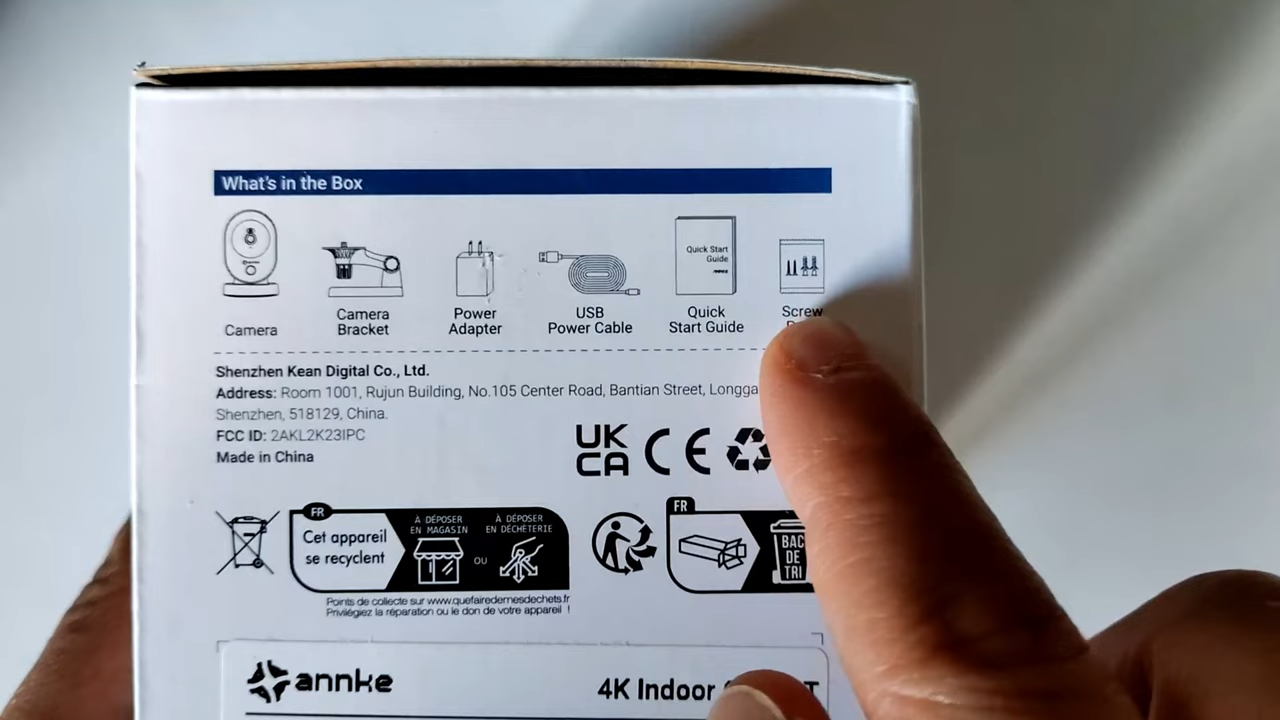 What's in the Box
Quick Start
Guide
Camera
Camera
Bracket
Power
Adapter
USB
Power Cable
Quick
Start Guide
Screw
Shenzhen Kean Digital Co., Ltd.
Address: Room 1001, Rujun Building, No.105 Center Road, Bantian Street, Longga
Shenzhen, 518129, China.
FCC ID: 2AKL2K23IPC
Made in China
UK
CA
CE
FR
Cet appareil
se recyclent
À DÉPOSER
EN MAGASIN
OU
À DÉPOSER
EN DÉCHÈTERIE
Points de collecte sur www.quefairedemesdechets.fr
Privilégiez la réparation ou le don de votre appareil !
FR
BAC
DE
TRI
annke
4K Indoor